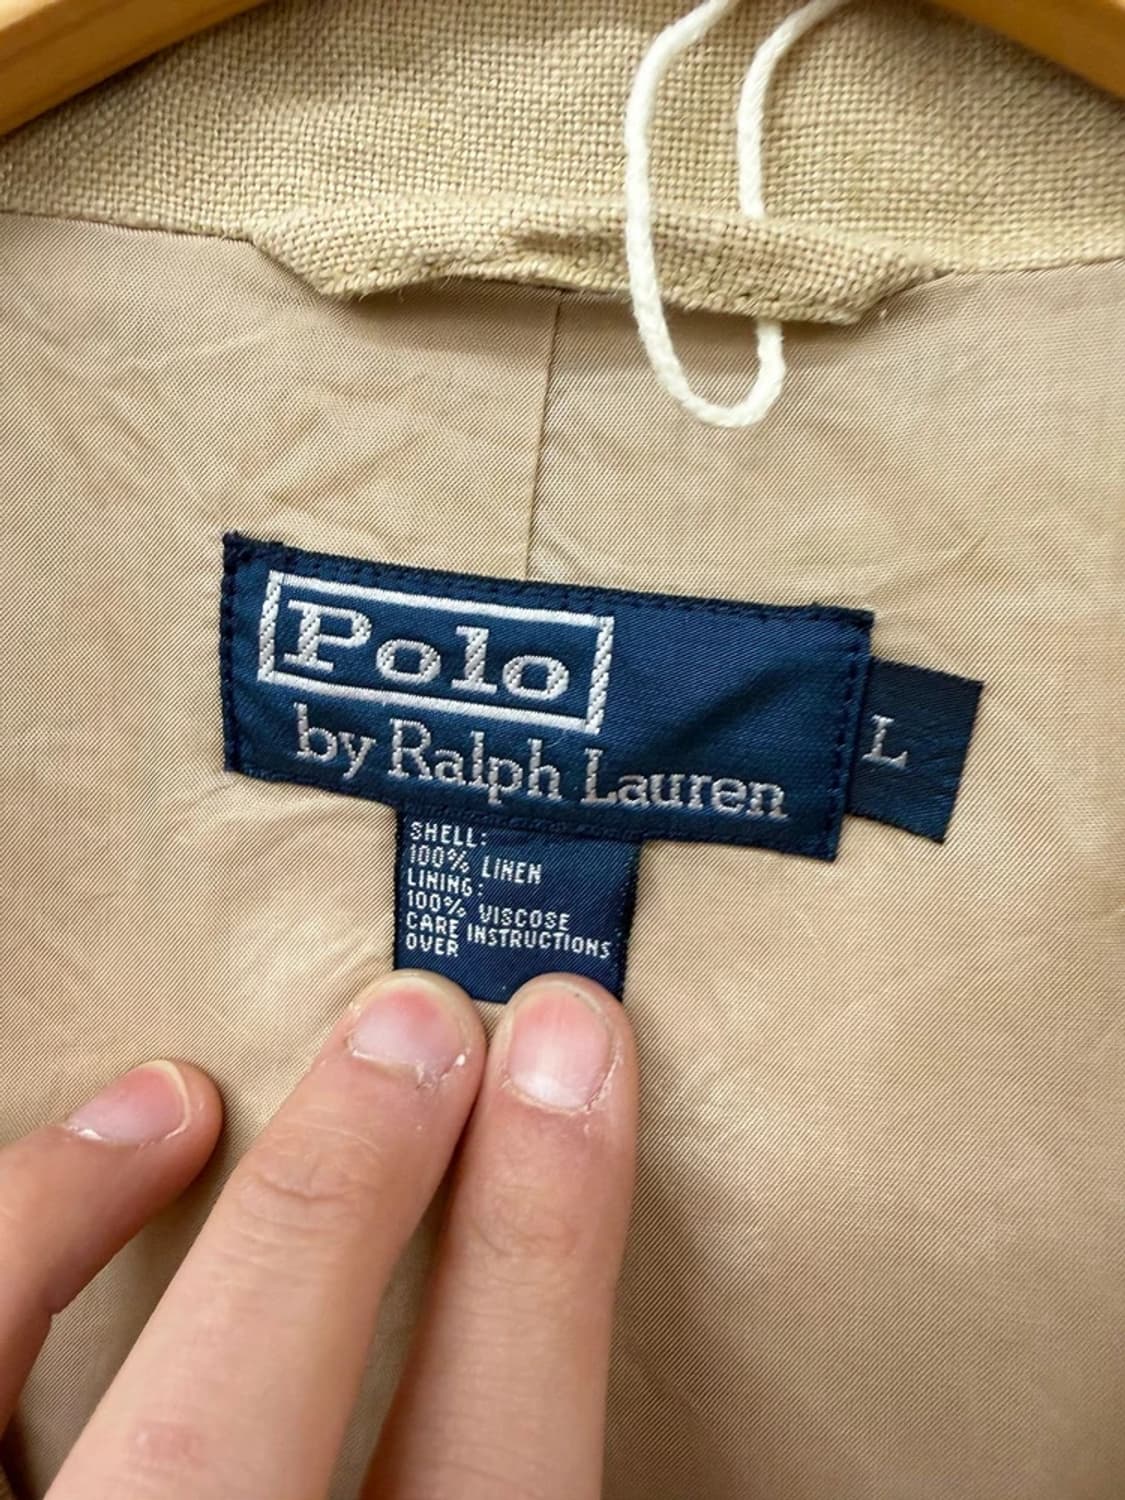 Polo
by Ralph Lauren
L
SHELL:
100% LINEN
LINING:
100% VISCOSE
CARE INSTRUCTIONS
OVER